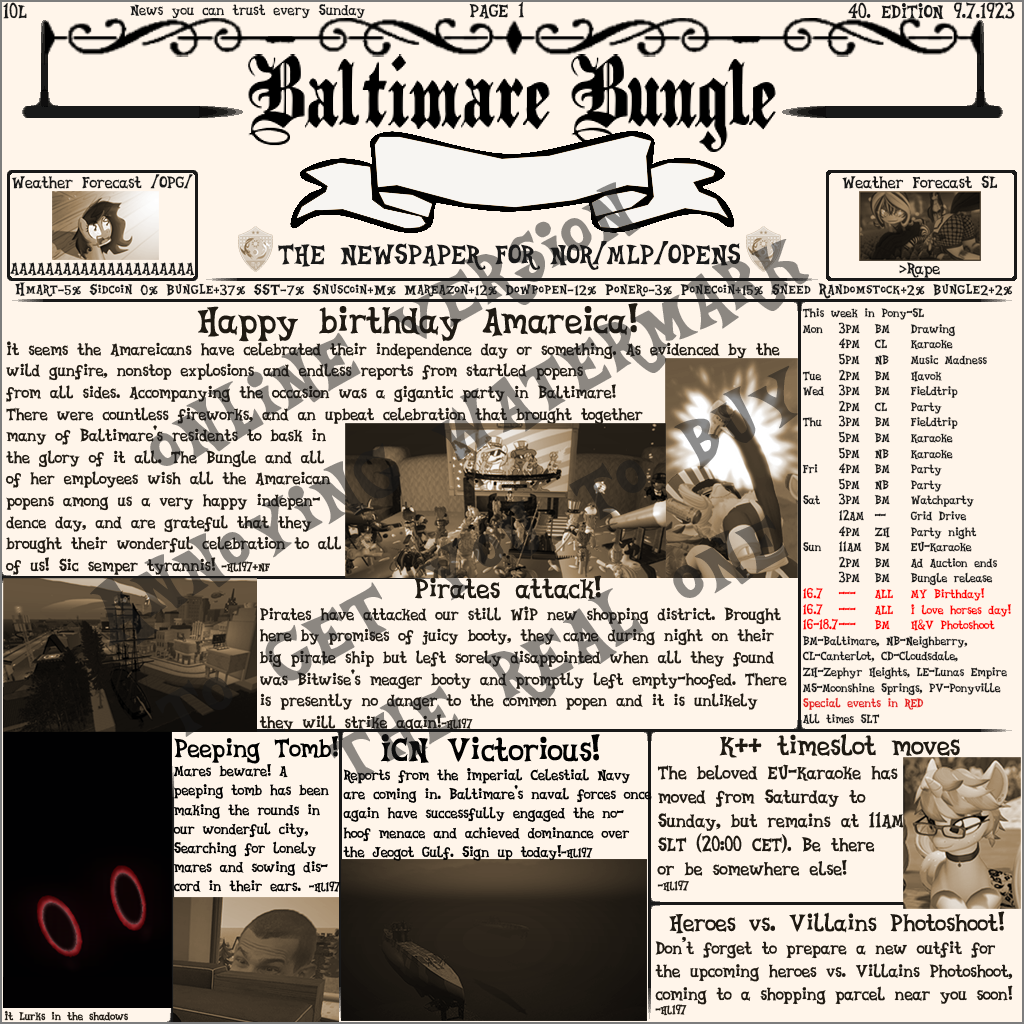 10L News you can trust every Sunday PAGE 1 40. EDITION 9.7.1923
Baltimare Bungle
Weather Forecast /OPG/
AAAAAAAAAAAAAAAAAAAAA
Weather Forecast SL
>Rape
THE NEWSPAPER FOR NOR/MLP/OPENS
HMART-5% SIDCOIN 0% BUNGLE+37% SST-7% SNUSCOIN+M% MAREAZON+12% DOWPOPEN-12% PONERO-3% PONECOIN+15% SNEED RANDOMSTOCK+2% BUNGLE2+2%
Happy birthday Amareica!
it seems the Amareicans have celebrated their independence day or something. As evidenced by the
wild gunfire, nonstop explosions and endless reports from startled popens
from all sides. Accompanying the occasion was a gigantic party in Baltimare!
There were countless fireworks, and an upbeat celebration that brought together
many of Baltimare's residents to bask in
the glory of it all. The Bungle and all
of her employees wish all the Amareican
popens among us a very happy indepen-
dence day, and are grateful that they
brought their wonderful celebration to all
of us! Sic semper tyrannis!-HL197+NF
This week in Pony-SL
Mon 3PM BM Drawing
4PM CL Karaoke
5PM NB Music Madness
Tue 2PM BM Havok
Wed 3PM BM Fieldtrip
2PM CL Party
Thu 3PM BM Fieldtrip
5PM BM Karaoke
5PM NB Karaoke
Fri 4PM BM Party
5PM NB Party
Sat 3PM BM Watchparty
12AM — Grid Drive
4PM ZH Party night
Sun 11AM BM EU-Karaoke
2PM BM Ad Auction ends
3PM BM Bungle release
16.7 —— ALL MY Birthday!
16.7 —— ALL i love horses day!
16-18.7—— BM H&V Photoshoot
BM-Baltimare, NB-Neighberry,
CL-Canterlot, CD-Cloudsdale,
ZH-Zephyr Heights, LE-Lunas Empire
MS-Moonshine Springs, PV-Ponyville
Special events in RED
All times SLT
Pirates attack!
Pirates have attacked our still WiP new shopping district. Brought
here by promises of juicy booty, they came during night on their
big pirate ship but left sorely disappointed when all they found
was Bitwise's meager booty and promptly left empty-hoofed. There
is presently no danger to the common popen and it is unlikely
they will strike again!-HL197
it Lurks in the shadows
Peeping Tomb!
Mares beware! A
peeping tomb has been
making the rounds in
our wonderful city,
Searching for lonely
mares and sowing dis-
cord in their ears. -HL197
iCN Victorious!
Reports from the imperial Celestial Navy
are coming in. Baltimare's naval forces once
again have successfully engaged the no-
hoof menace and achieved dominance over
the Jeogot Gulf. Sign up today!-HL197
K++ timeslot moves
The beloved EU-Karaoke has
moved from Saturday to
Sunday, but remains at 11AM
SLT (20:00 CET). Be there
or be somewhere else!
-HL197
Heroes vs. Villains Photoshoot!
Don't forget to prepare a new outfit for
the upcoming heroes vs. Villains Photoshoot,
coming to a shopping parcel near you soon!
-HL197
ONLiNE VERSiON
ANNOYiNG WATERMARK
GET TO BUY
THE REAL ONE